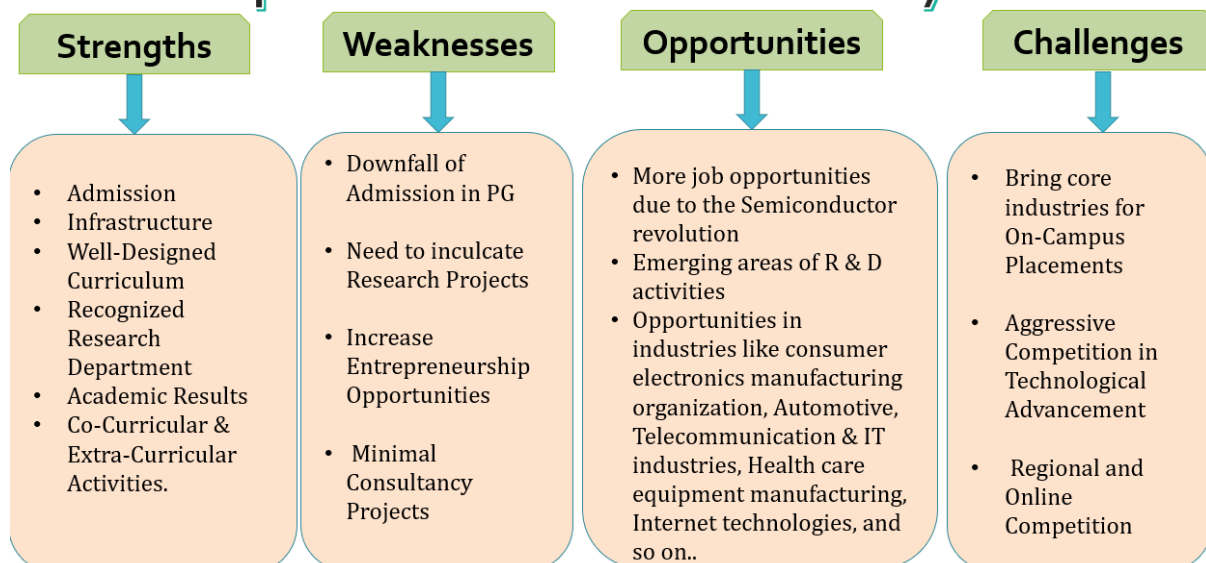 Strengths
Weaknesses
Opportunities
Challenges
• Admission
• Infrastructure
• Well-Designed
Curriculum
• Recognized
Research
Department
• Academic Results
• Co-Curricular &
Extra-Curricular
Activities.
• Downfall of
Admission in PG
• Need to inculcate
Research Projects
• Increase
Entrepreneurship
Opportunities
• Minimal
Consultancy
Projects
• More job opportunities
due to the Semiconductor
revolution
• Emerging areas of R & D
activities
• Opportunities in
industries like consumer
electronics manufacturing
organization, Automotive,
Telecommunication & IT
industries, Health care
equipment manufacturing,
Internet technologies, and
so on..
• Bring core
industries for
On-Campus
Placements
• Aggressive
Competition in
Technological
Advancement
• Regional and
Online
Competition